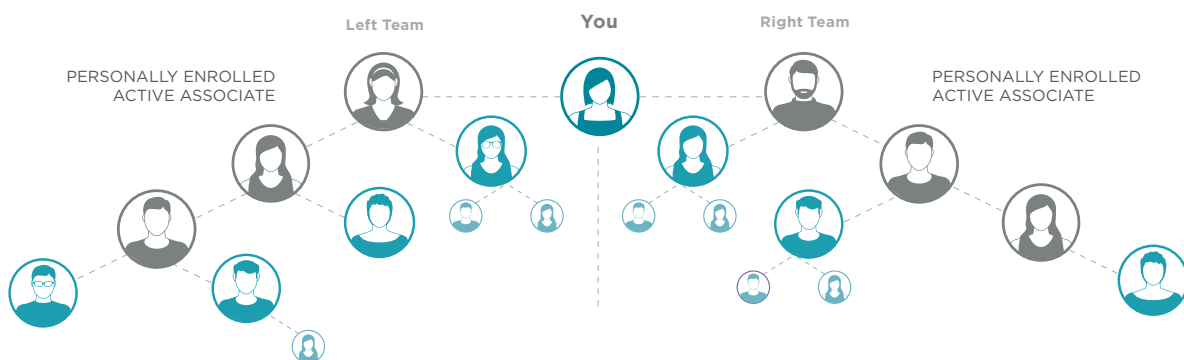 Left Team
You
Right Team
PERSONALLY ENROLLED
ACTIVE ASSOCIATE
PERSONALLY ENROLLED
ACTIVE ASSOCIATE